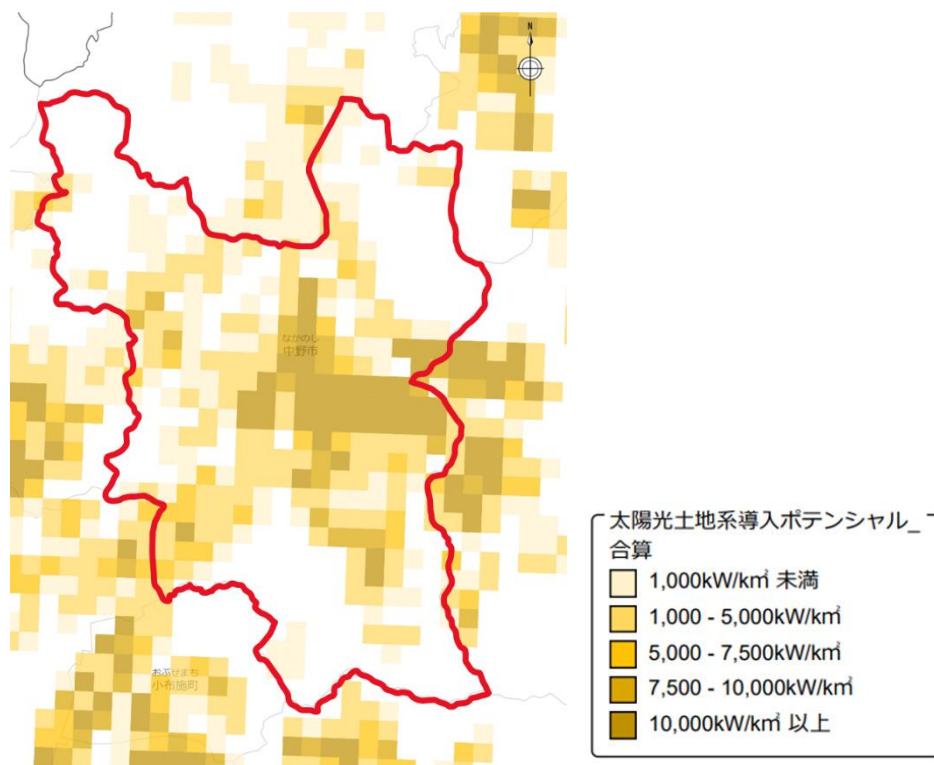 N
なかのし
中野市
おぶせまち
小布施町
太陽光土地系導入ポテンシャル_
合算
1,000kW/k㎡ 未満
1,000 - 5,000kW/k㎡
5,000 - 7,500kW/k㎡
7,500 - 10,000kW/k㎡
10,000kW/k㎡ 以上